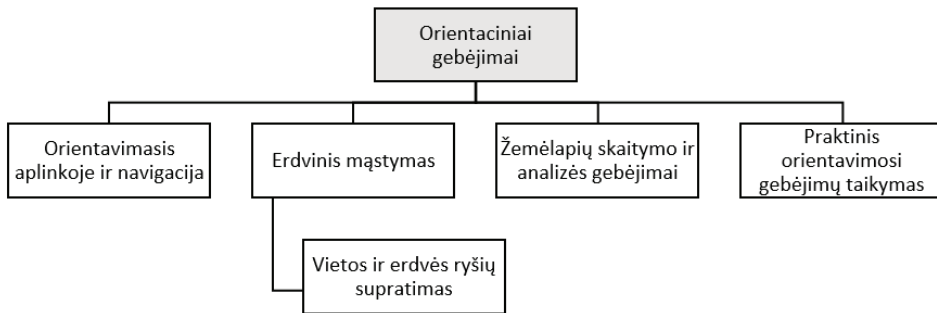 Orientaciniai
gebėjimai
Orientavimasis
aplinkoje ir navigacija
Erdvinis mąstymas
Žemėlapių skaitymo ir
analizės gebėjimai
Praktinis
orientavimosi
gebėjimų taikymas
Vietos ir erdvės ryšių
supratimas